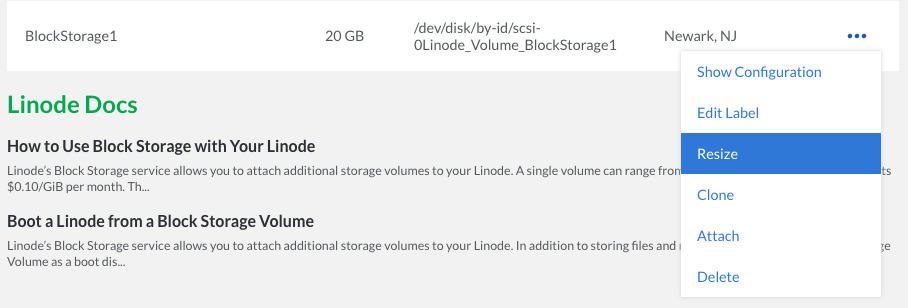 BlockStorage1
20 GB
/dev/disk/by-id/scsi-
0Linode_Volume_BlockStorage1
Newark, NJ
Show Configuration
Edit Label
Resize
Clone
Attach
Delete
Linode Docs
How to Use Block Storage with Your Linode
Linode's Block Storage service allows you to attach additional storage volumes to your Linode. A single volume can range from
$0.10/GiB per month. Th...
Boot a Linode from a Block Storage Volume
Linode's Block Storage service allows you to attach additional storage volumes to your Linode. In addition to storing files and
Volume as a boot dis...